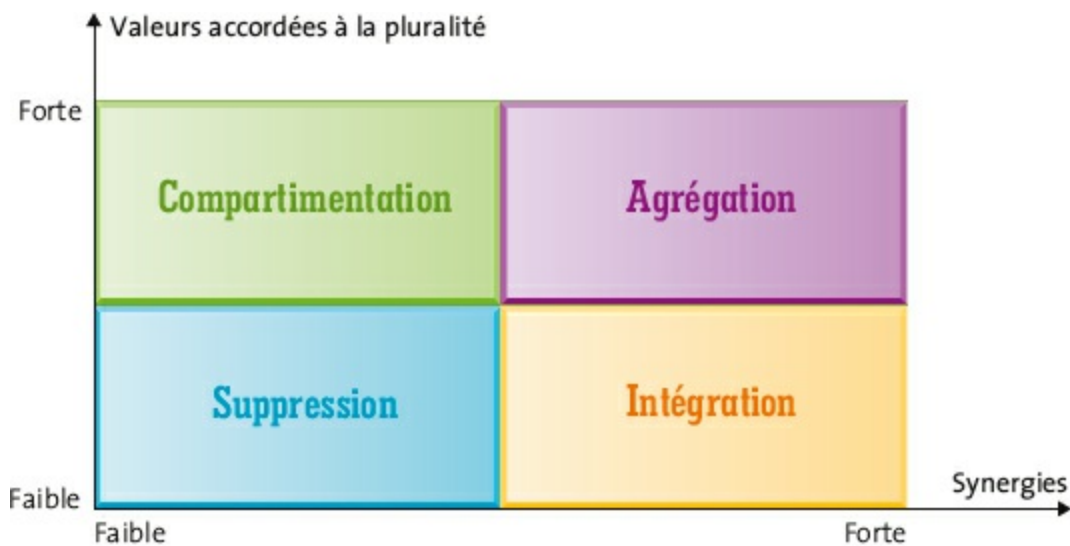 Valeurs accordées à la pluralité
Forte
Compartimentation
Agrégation
Suppression
Intégration
Faible
Synergies
Faible
Forte